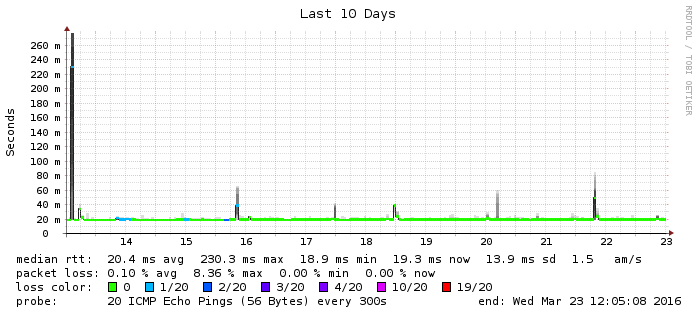 Last 10 Days
RRDTOOL / TOBI OETIKER
Seconds
260 m
240 m
220 m
200 m
180 m
160 m
140 m
120 m
100 m
80 m
60 m
40 m
20 m
0
14 15 16 17 18 19 20 21 22 23
median rtt: 20.4 ms avg 230.3 ms max 18.9 ms min 19.3 ms now 13.9 ms sd 1.5 am/s
packet loss: 0.10 % avg 8.36 % max 0.00 % min 0.00 % now
loss color: 0 1/20 2/20 3/20 4/20 10/20 19/20
probe: 20 ICMP Echo Pings (56 Bytes) every 300s end: Wed Mar 23 12:05:08 2016